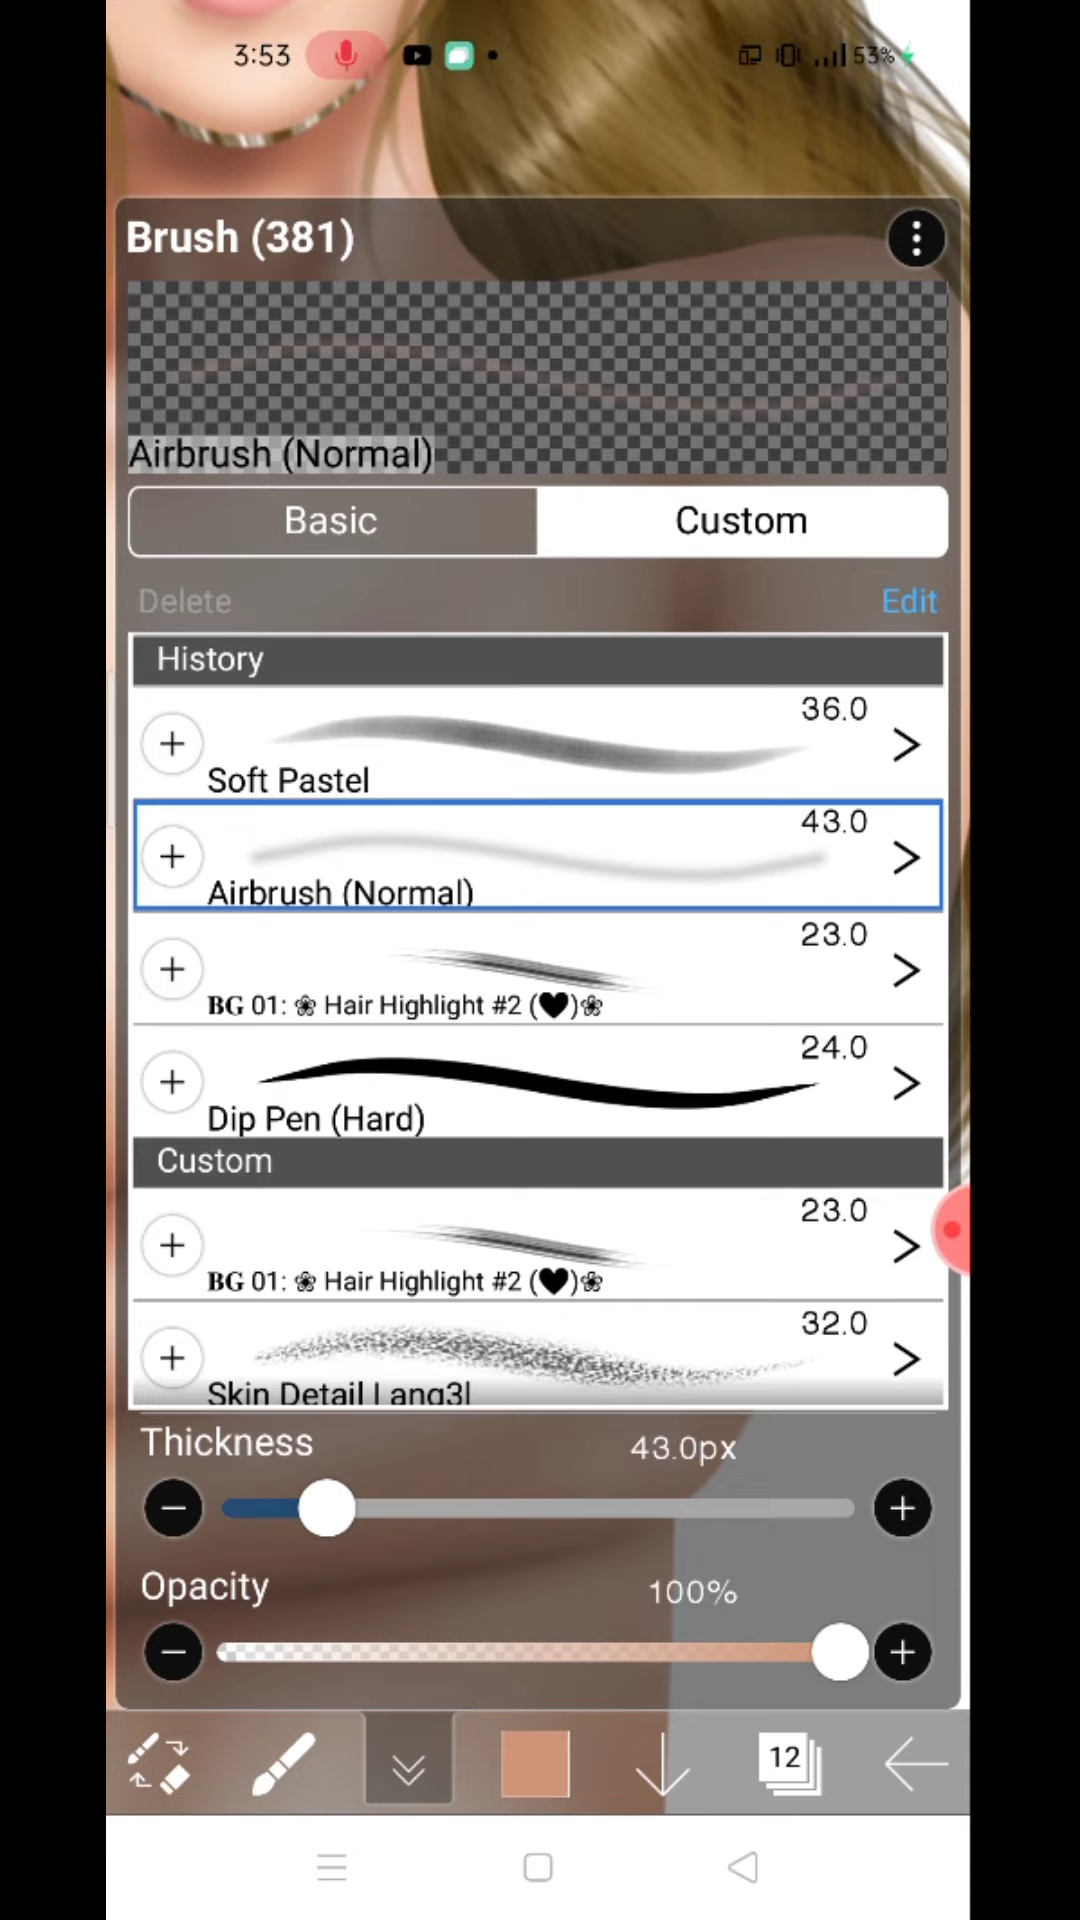 3:53
53%
Brush (381)
Airbrush (Normal)
Basic
Custom
Delete
Edit
History
36.0
Soft Pastel
43.0
Airbrush (Normal)
23.0
𝐁𝐆 01: ❀ Hair Highlight #2 (♥)❀
24.0
Dip Pen (Hard)
Custom
23.0
𝐁𝐆 01: ❀ Hair Highlight #2 (♥)❀
32.0
Skin Detail Lang3l
Thickness
43.0px
Opacity
100%
12